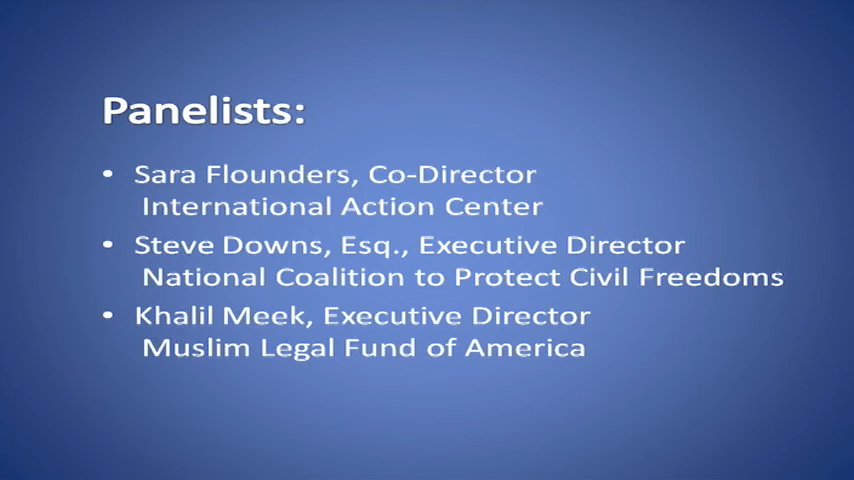 Panelists:
• Sara Flounders, Co-Director
International Action Center
• Steve Downs, Esq., Executive Director
National Coalition to Protect Civil Freedoms
• Khalil Meek, Executive Director
Muslim Legal Fund of America